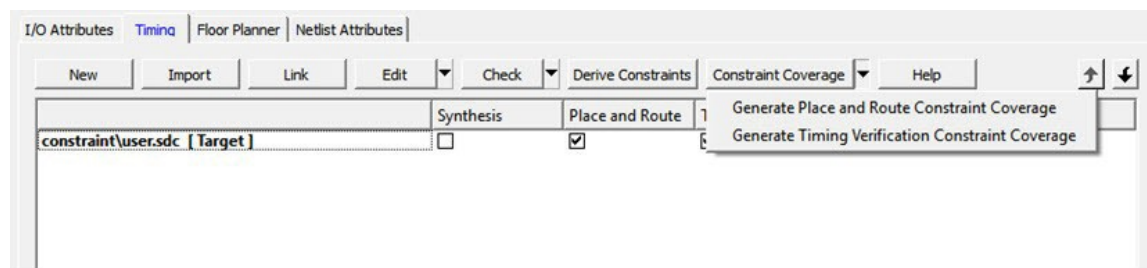 I/O Attributes Timing Floor Planner Netlist Attributes
New Import Link Edit Check Derive Constraints Constraint Coverage Help
Synthesis Place and Route
Generate Place and Route Constraint Coverage
Generate Timing Verification Constraint Coverage
constraint\user.sdc [ Target ]